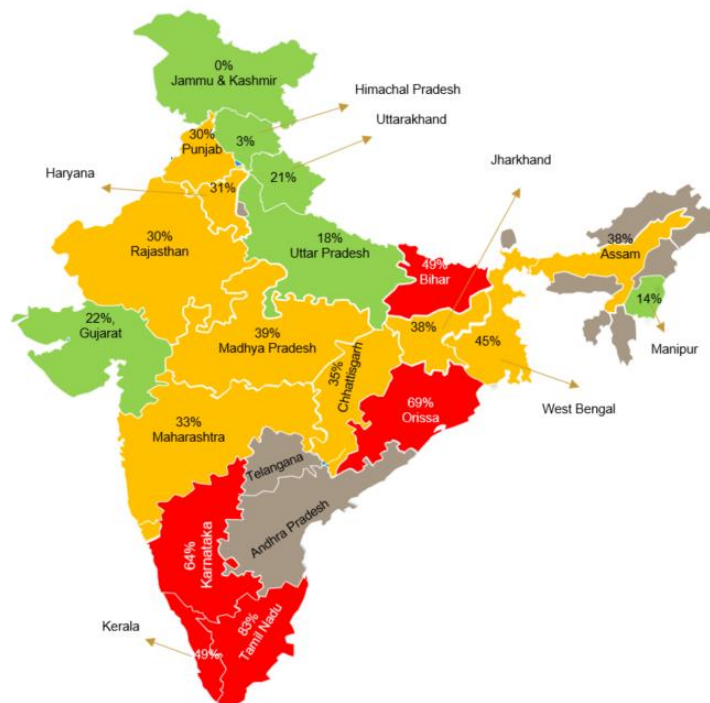 0%
Jammu & Kashmir
Himachal Pradesh
3%
Uttarakhand
30%
Punjab
21%
Haryana
31%
Jharkhand
30%
Rajasthan
18%
Uttar Pradesh
49%
Bihar
38%
Assam
14%
Manipur
22%,
Gujarat
39%
Madhya Pradesh
35%
Chhattisgarh
38%
45%
West Bengal
69%
Orissa
33%
Maharashtra
Telangana
Andhra Pradesh
64%
Karnataka
83%
Tamil Nadu
Kerala
49%